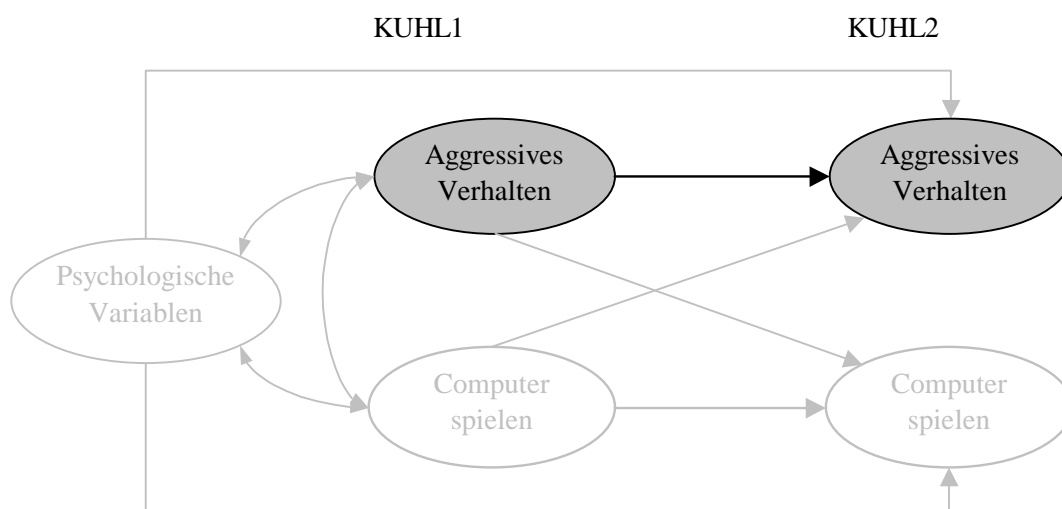 KUHL1
KUHL2
Aggressives
Verhalten
Aggressives
Verhalten
Psychologische
Variablen
Computer
spielen
Computer
spielen